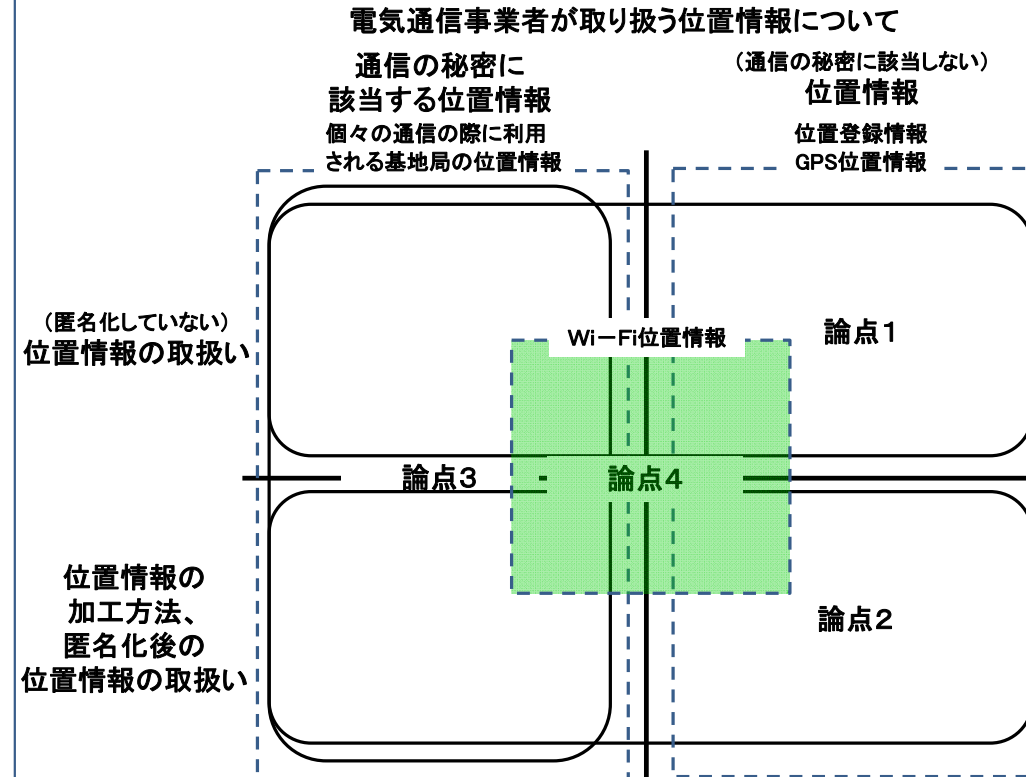 電気通信事業者が取り扱う位置情報について
通信の秘密に
該当する位置情報
個々の通信の際に利用
される基地局の位置情報
（通信の秘密に該当しない）
位置情報
位置登録情報
GPS位置情報
（匿名化していない）
位置情報の取扱い
Wi－Fi位置情報
論点1
論点3
論点4
位置情報の
加工方法、
匿名化後の
位置情報の取扱い
論点2